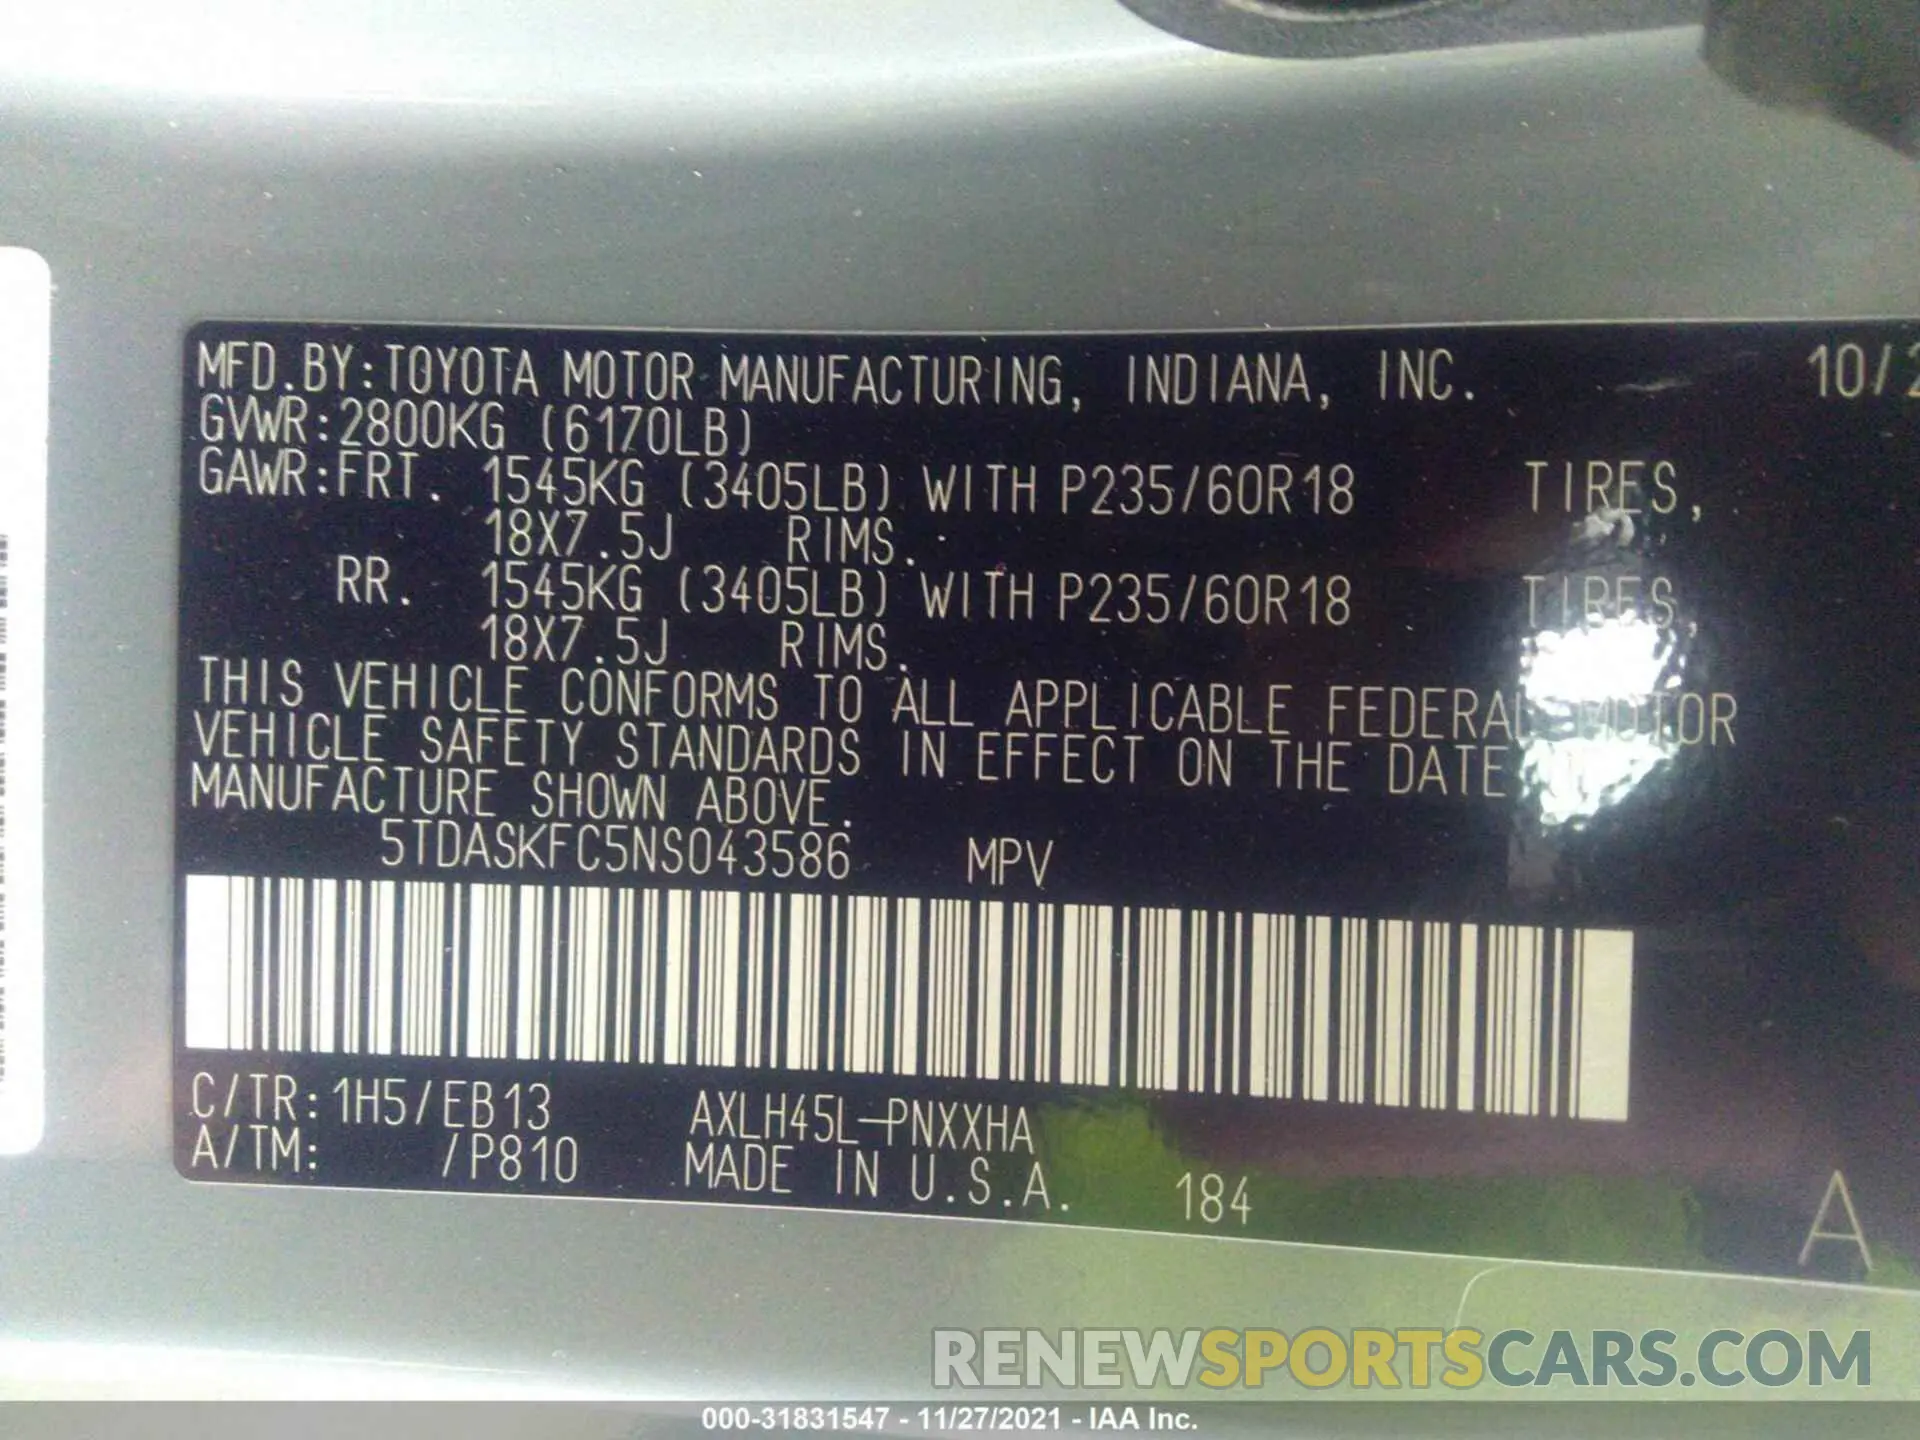 MFD.BY:TOYOTA MOTOR MANUFACTURING, INDIANA, INC. 10/2
GVWR:2800KG (6170LB)
GAWR:FRT. 1545KG (3405LB) WITH P235/60R18 TIRES,
18X7.5J RIMS.
RR. 1545KG (3405LB) WITH P235/60R18 TIRES,
18X7.5J RIMS.
THIS VEHICLE CONFORMS TO ALL APPLICABLE FEDERAL MOTOR
VEHICLE SAFETY STANDARDS IN EFFECT ON THE DATE
MANUFACTURE SHOWN ABOVE.
5TDASKFC5NS043586 MPV
C/TR:1H5/EB13 AXLH45L-PNXXHA
A/TM: /P810 MADE IN U.S.A. 184
A
RENEWSPORTSCARS.COM
000-31831547 - 11/27/2021 - IAA Inc.